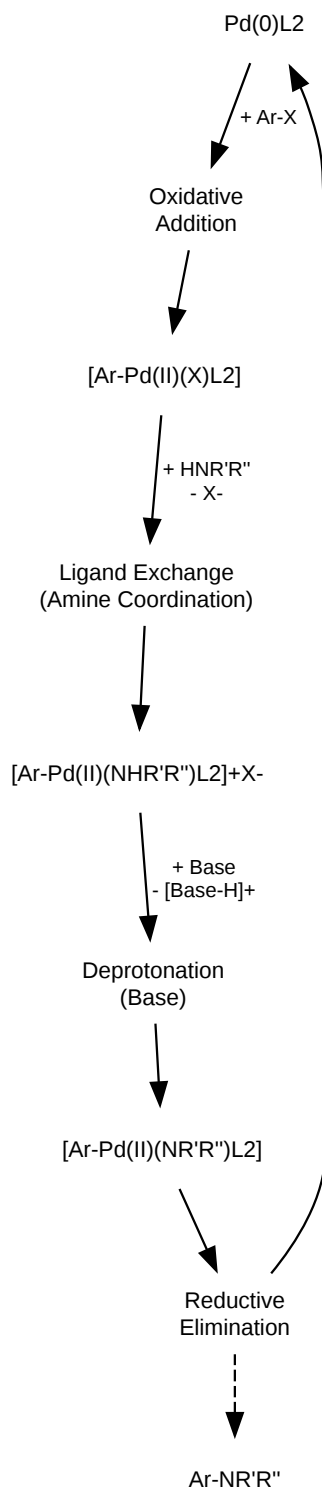 Pd(0)L2
+ Ar-X
Oxidative
Addition
[Ar-Pd(II)(X)L2]
+ HNR'R''
- X-
Ligand Exchange
(Amine Coordination)
[Ar-Pd(II)(NHR'R'')L2]+X-
+ Base
- [Base-H]+
Deprotonation
(Base)
[Ar-Pd(II)(NR'R'')L2]
Reductive
Elimination
Ar-NR'R''